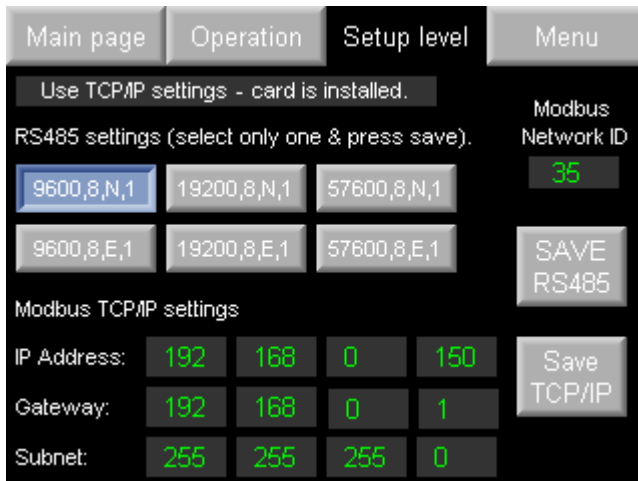 Main page Operation Setup level Menu
Use TCP/IP settings - card is installed.
Modbus
Network ID
35
RS485 settings (select only one & press save).
9600,8,N,1 19200,8,N,1 57600,8,N,1
9600,8,E,1 19200,8,E,1 57600,8,E,1
SAVE
RS485
Modbus TCP/IP settings
IP Address: 192 168 0 150
Gateway: 192 168 0 1
Subnet: 255 255 255 0
Save
TCP/IP